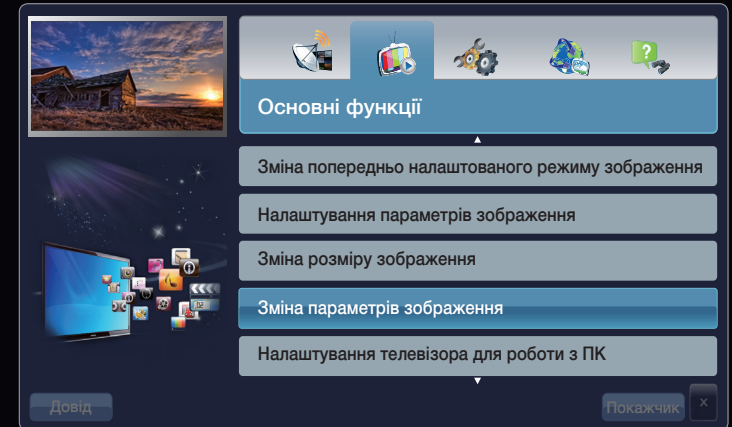 Основні функції
Зміна попередньо налаштованого режиму зображення
Налаштування параметрів зображення
Зміна розміру зображення
Зміна параметрів зображення
Налаштування телевізора для роботи з ПК
Довід
Покажчик
x